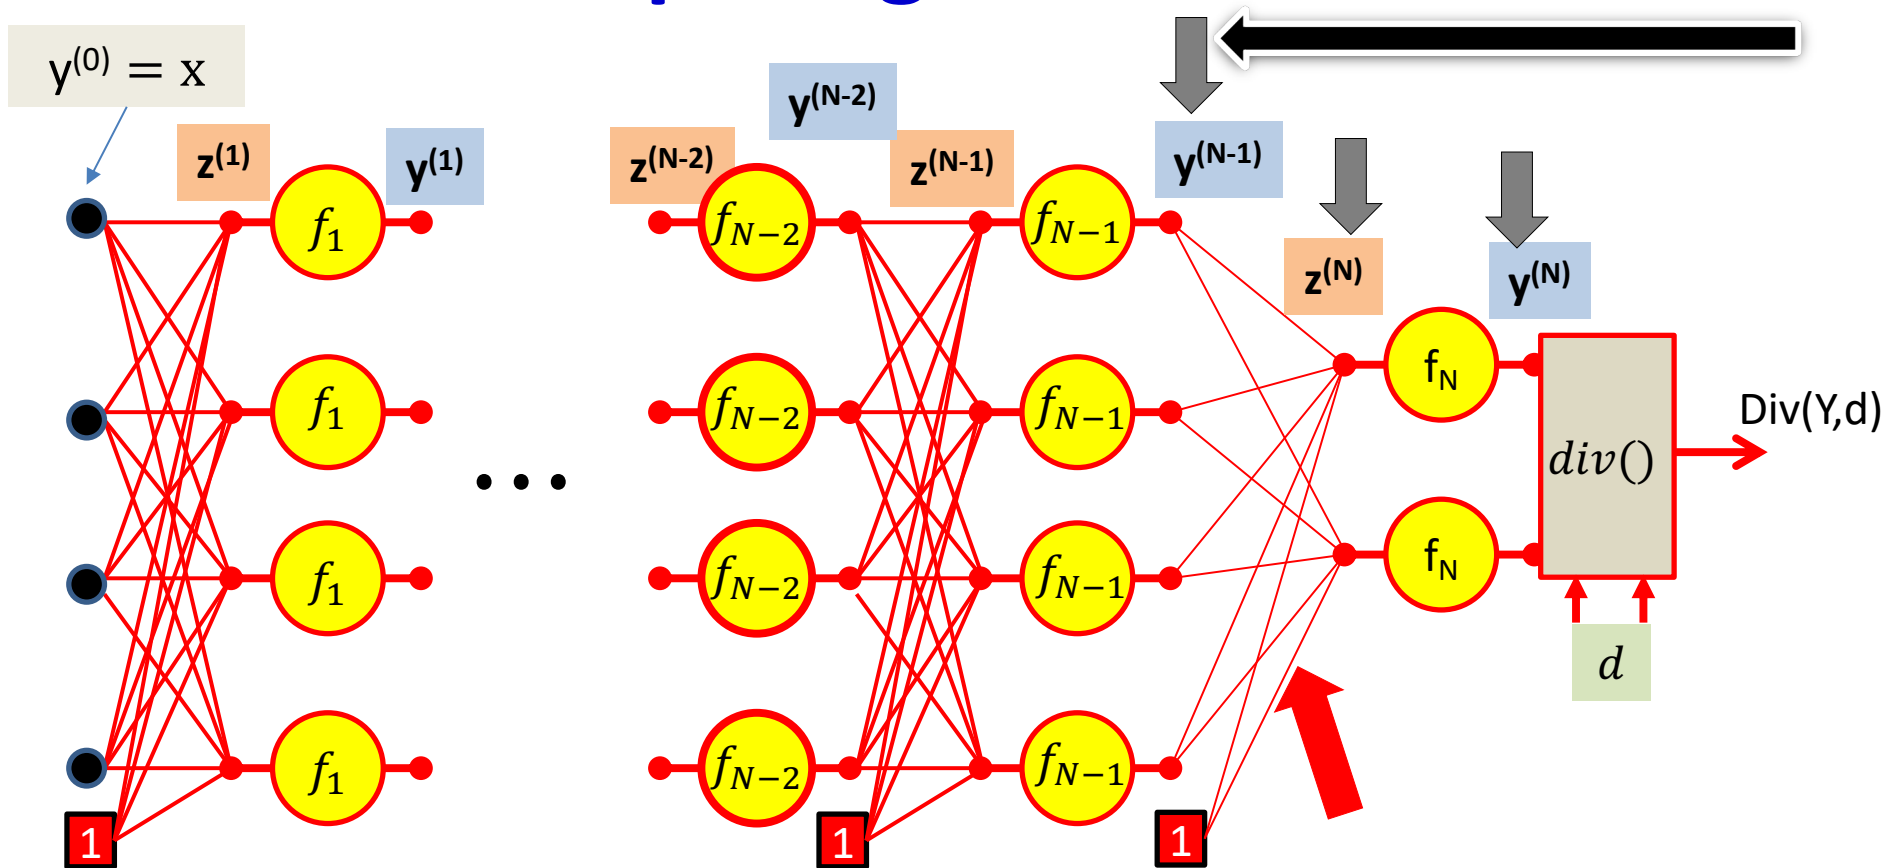 y(0) = x
z(1)
y(1)
z(N-2)
y(N-2)
z(N-1)
y(N-1)
z(N)
y(N)
f1
fN−2
fN−1
f1
fN−2
fN−1
f1
fN−2
fN−1
f1
fN−2
fN−1
fN
fN
...
div()
Div(Y,d)
d
1
1
1